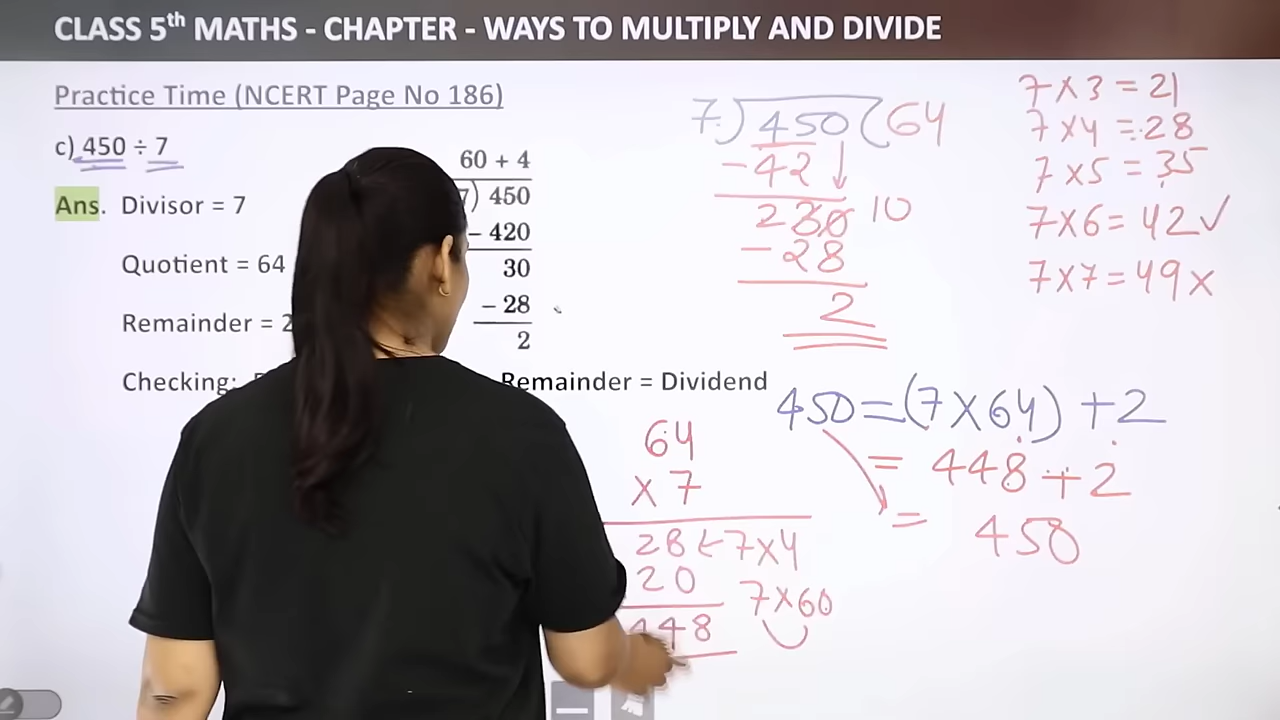 CLASS 5th MATHS - CHAPTER - WAYS TO MULTIPLY AND DIVIDE
Practice Time (NCERT Page No 186)
c) 450 ÷ 7
Ans. Divisor = 7
Quotient = 64
Remainder = 2
Checking:
Remainder = Dividend
60 + 4
7) 450
- 420
30
- 28
2
7) 450 ( 64
- 42
2 30 10
- 28
2
7 x 3 = 21
7 x 4 = 28
7 x 5 = 35
7 x 6 = 42 ✓
7 x 7 = 49 x
450 = (7 x 64) + 2
= 448 + 2
= 450
64
x 7
28 ← 7 x 4
20 7 x 60
448